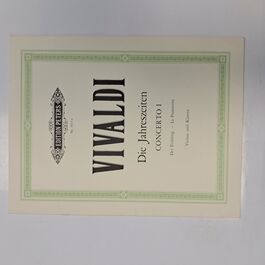 EDITION PETERS
VIVALDI
Die Jahreszeiten
CONCERTO I
Der Frühling – La Primavera
Violine und Klavier